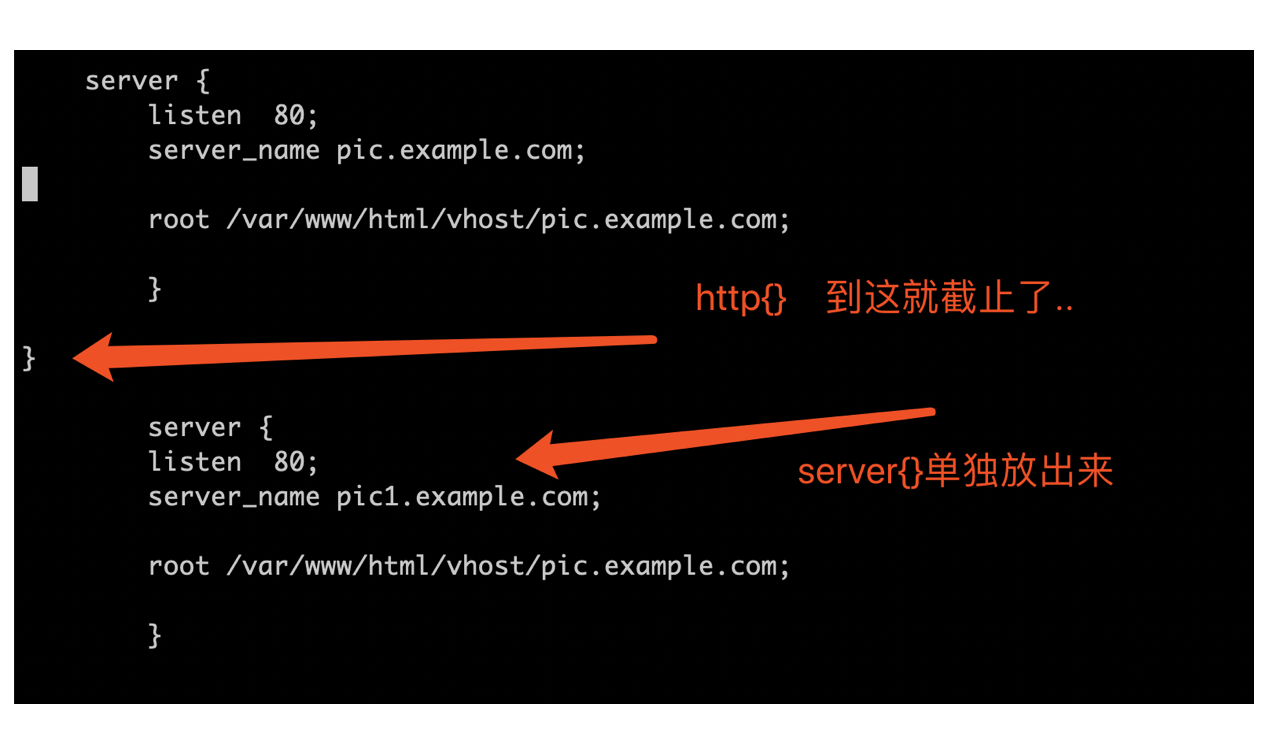 server {
listen  80;
server_name pic.example.com;
root /var/www/html/vhost/pic.example.com;
}
http{}    到这就截止了..
}
server {
listen  80;
server_name pic1.example.com;
server{}单独放出来
root /var/www/html/vhost/pic.example.com;
}